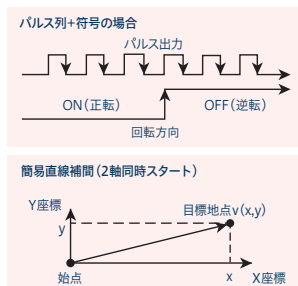 パルス列+符号の場合
パルス出力
ON（正転）
OFF（逆転）
回転方向
簡易直線補間（2軸同時スタート）
Y座標
目標地点v（x,y）
y
始点
x
X座標